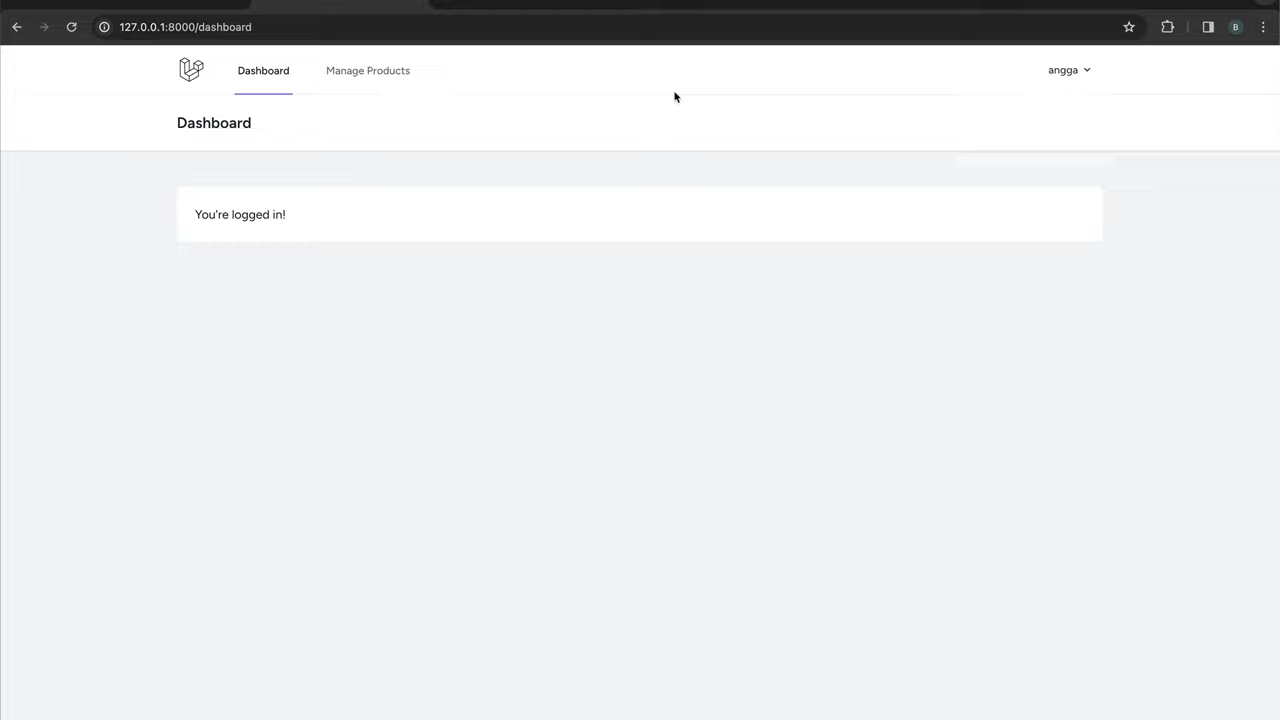 127.0.0.1:8000/dashboard
B
Dashboard
Manage Products
angga
Dashboard
You're logged in!